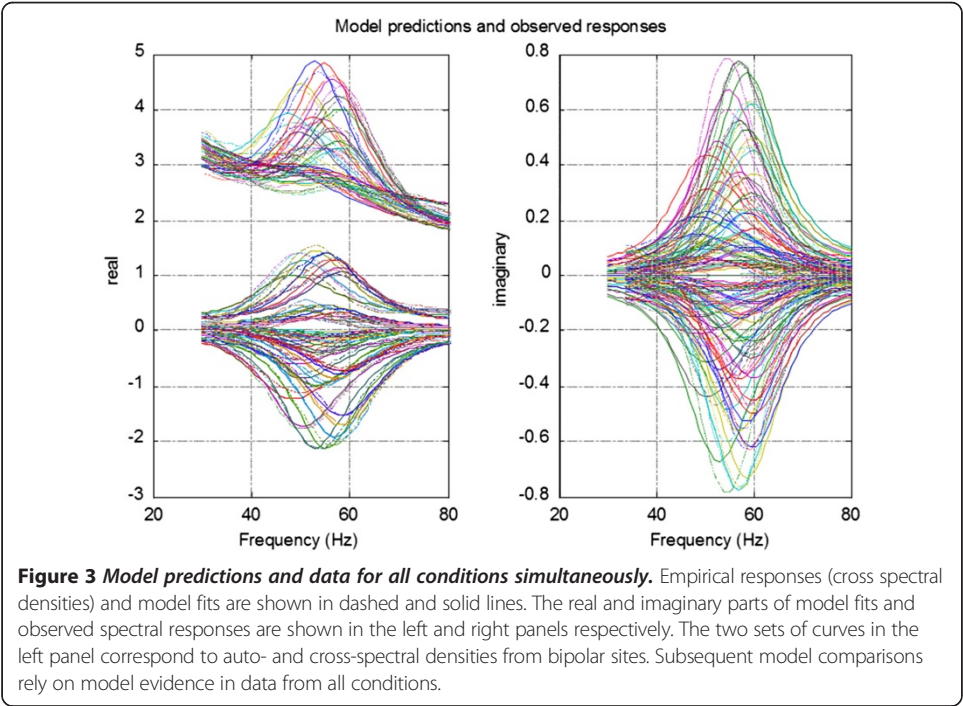 Model predictions and observed responses
5
4
3
2
1
0
-1
-2
-3
real
20
40
60
80
Frequency (Hz)
0.8
0.6
0.4
0.2
0
-0.2
-0.4
-0.6
-0.8
imaginary
20
40
60
80
Frequency (Hz)
Figure 3 Model predictions and data for all conditions simultaneously. Empirical responses (cross spectral
densities) and model fits are shown in dashed and solid lines. The real and imaginary parts of model fits and
observed spectral responses are shown in the left and right panels respectively. The two sets of curves in the
left panel correspond to auto- and cross-spectral densities from bipolar sites. Subsequent model comparisons
rely on model evidence in data from all conditions.